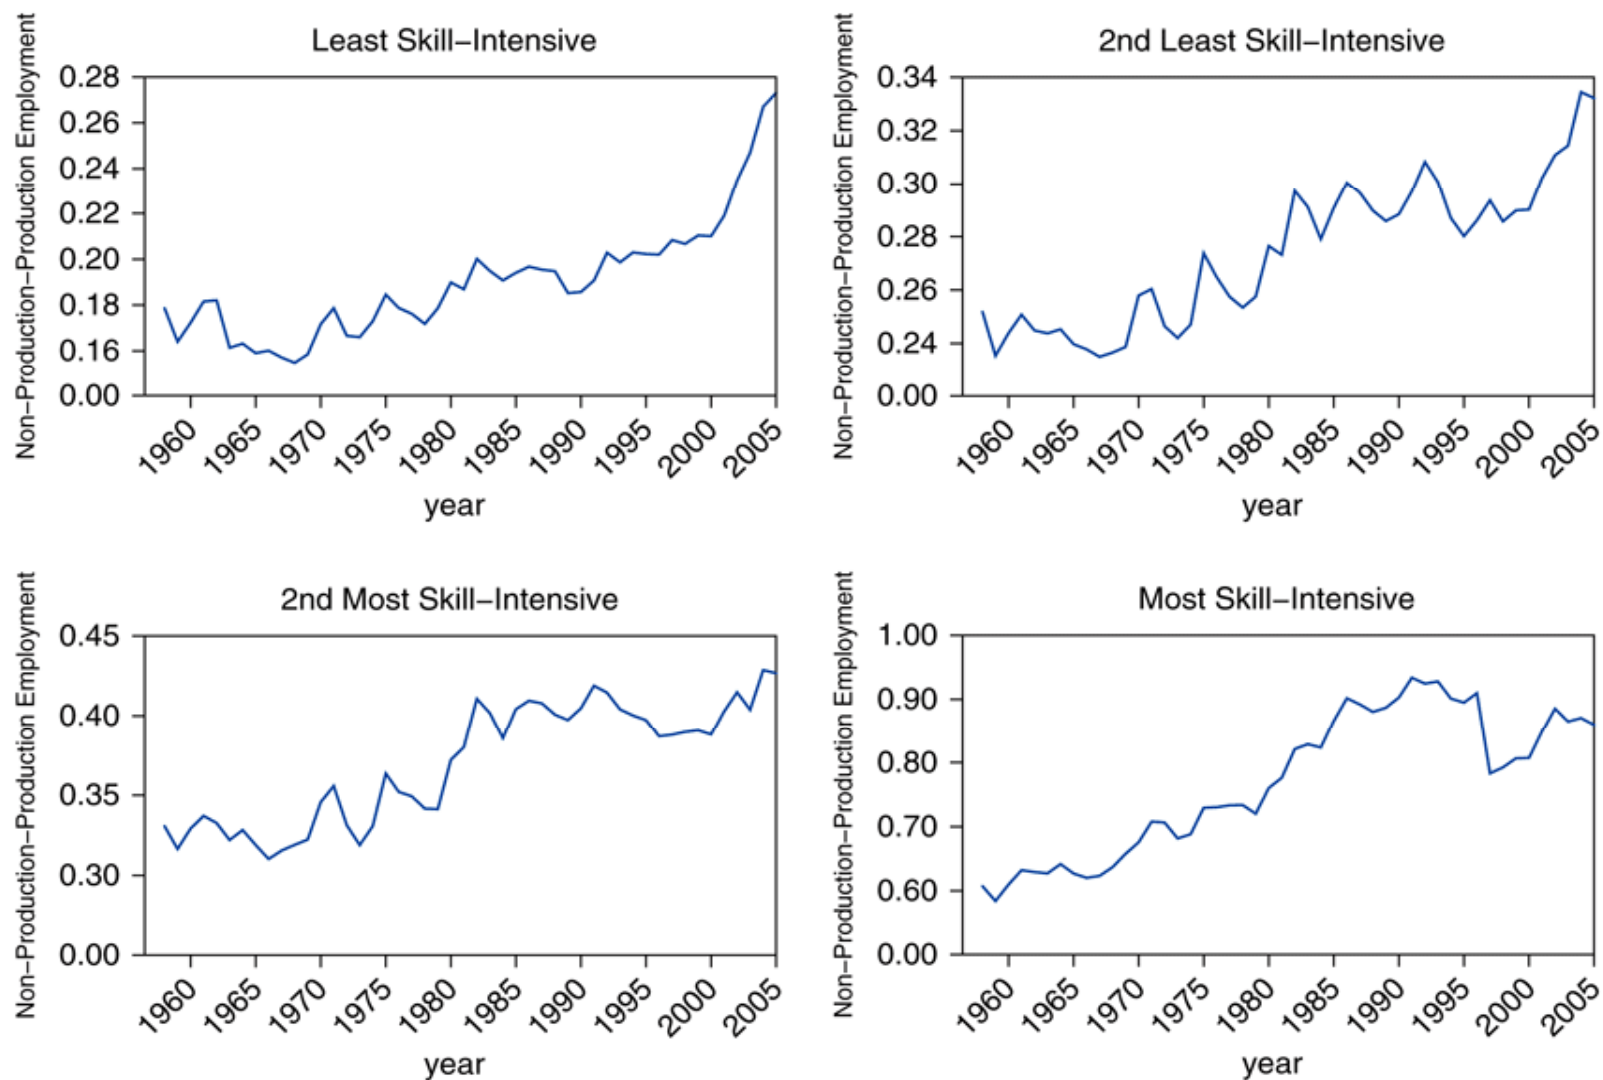 Least Skill–Intensive
Non–Production–Production Employment
0.28
0.26
0.24
0.22
0.20
0.18
0.16
0.00
1960 1965 1970 1975 1980 1985 1990 1995 2000 2005
year
2nd Least Skill–Intensive
Non–Production–Production Employment
0.34
0.32
0.30
0.28
0.26
0.24
0.00
1960 1965 1970 1975 1980 1985 1990 1995 2000 2005
year
2nd Most Skill–Intensive
Non–Production–Production Employment
0.45
0.40
0.35
0.30
0.00
1960 1965 1970 1975 1980 1985 1990 1995 2000 2005
year
Most Skill–Intensive
Non–Production–Production Employment
1.00
0.90
0.80
0.70
0.60
0.00
1960 1965 1970 1975 1980 1985 1990 1995 2000 2005
year